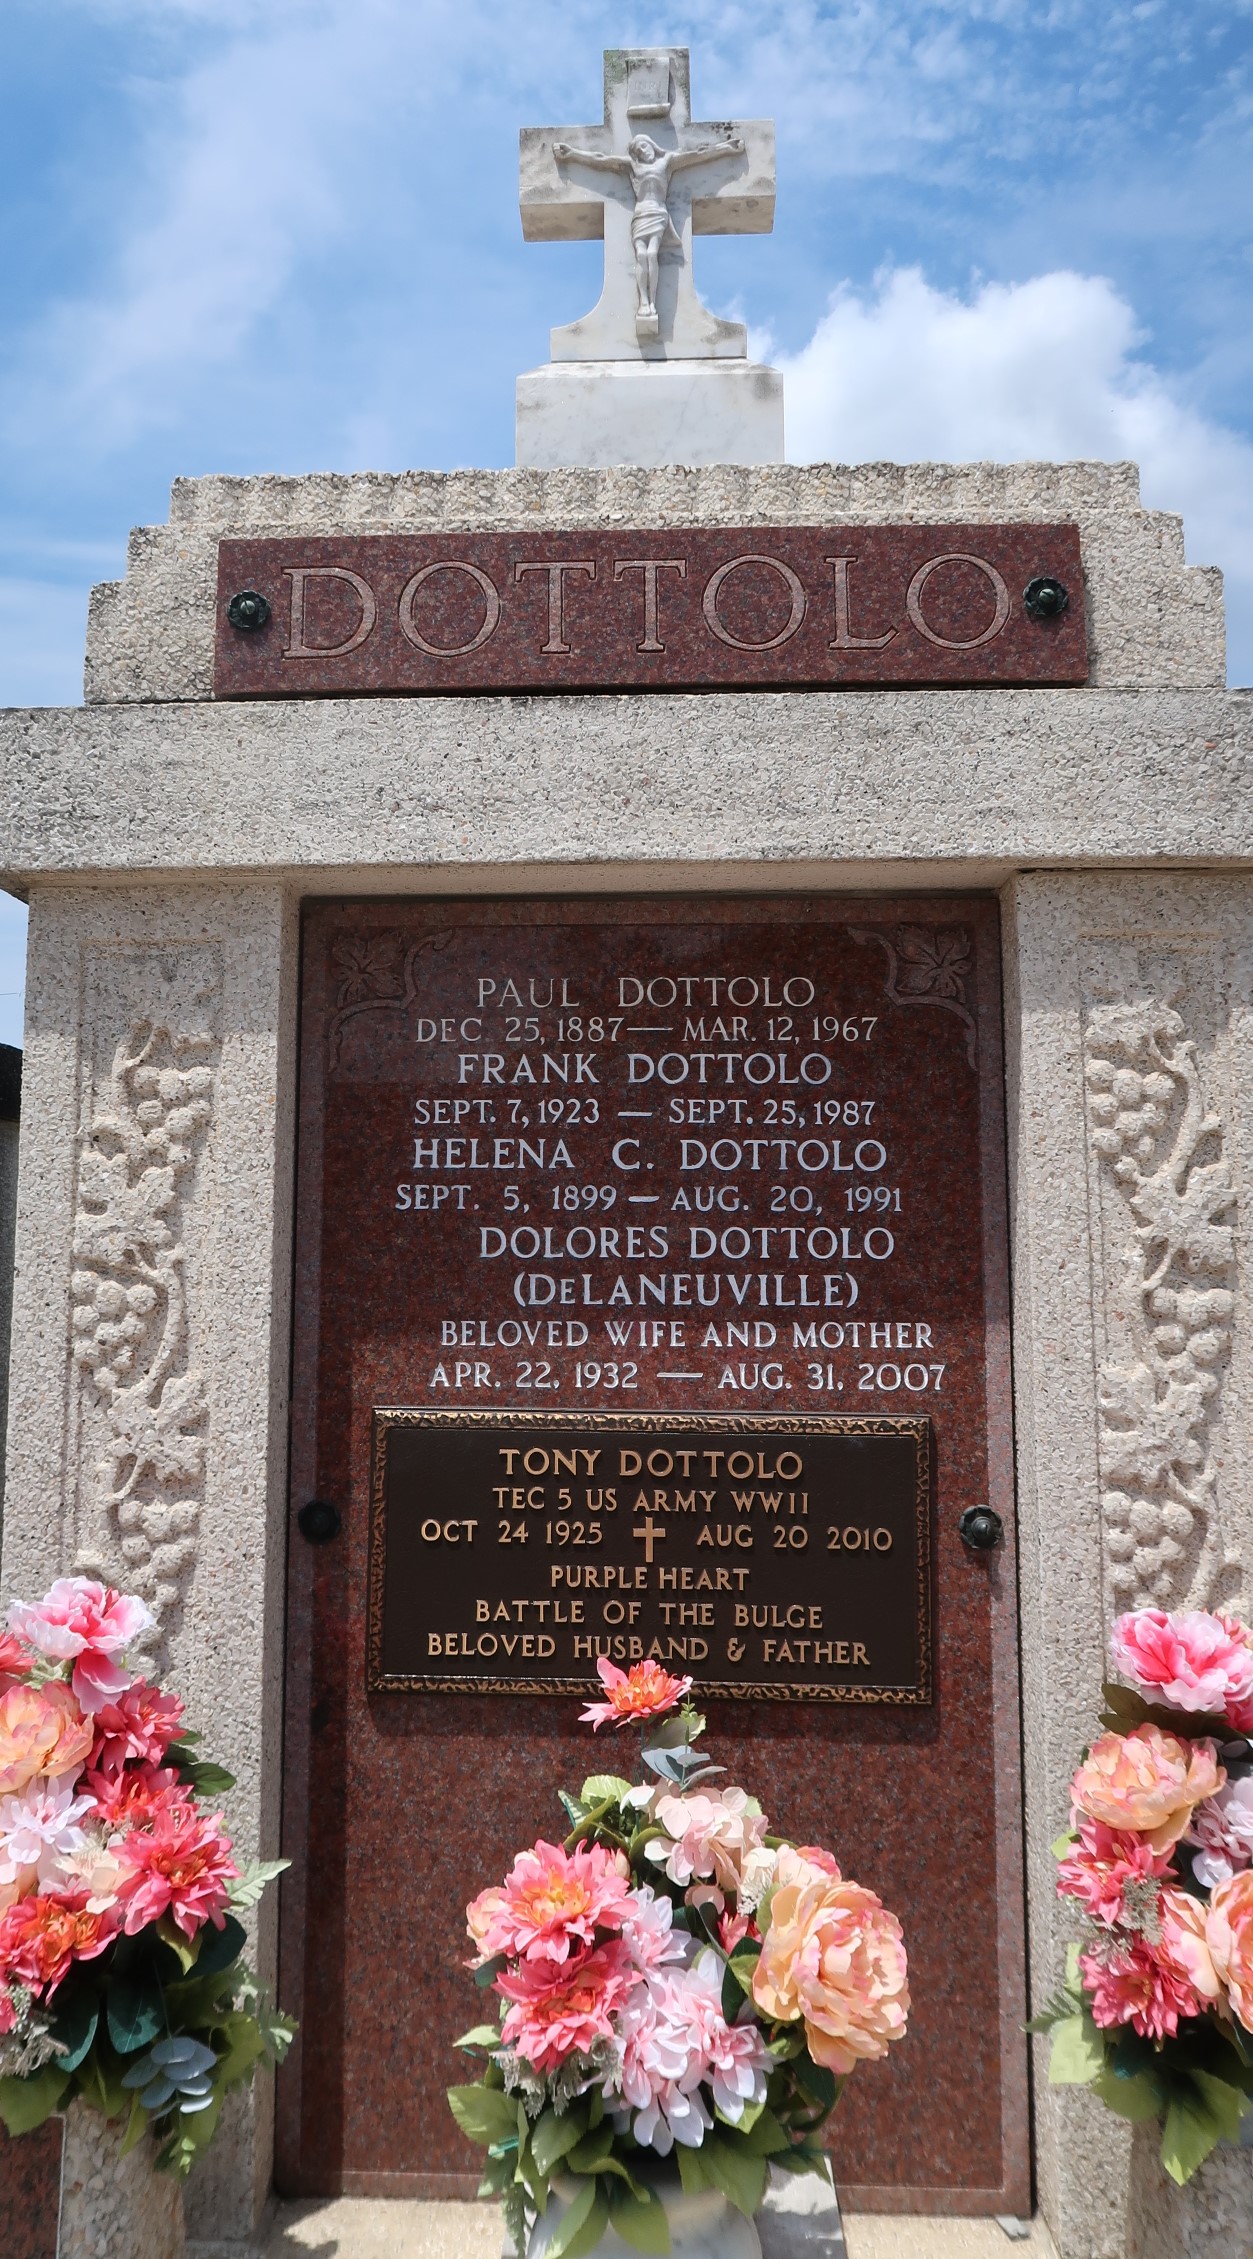 INRI
DOTTOLO
PAUL DOTTOLO
DEC 25, 1887 — MAR. 12, 1967
FRANK DOTTOLO
SEPT. 7, 1923 — SEPT. 25, 1987
HELENA C. DOTTOLO
SEPT. 5, 1899 — AUG. 20, 1991
DOLORES DOTTOLO
(DeLANEUVILLE)
BELOVED WIFE AND MOTHER
APR. 22, 1932 — AUG. 31, 2007
TONY DOTTOLO
TEC 5 US ARMY WWII
OCT 24 1925 AUG 20 2010
PURPLE HEART
BATTLE OF THE BULGE
BELOVED HUSBAND & FATHER